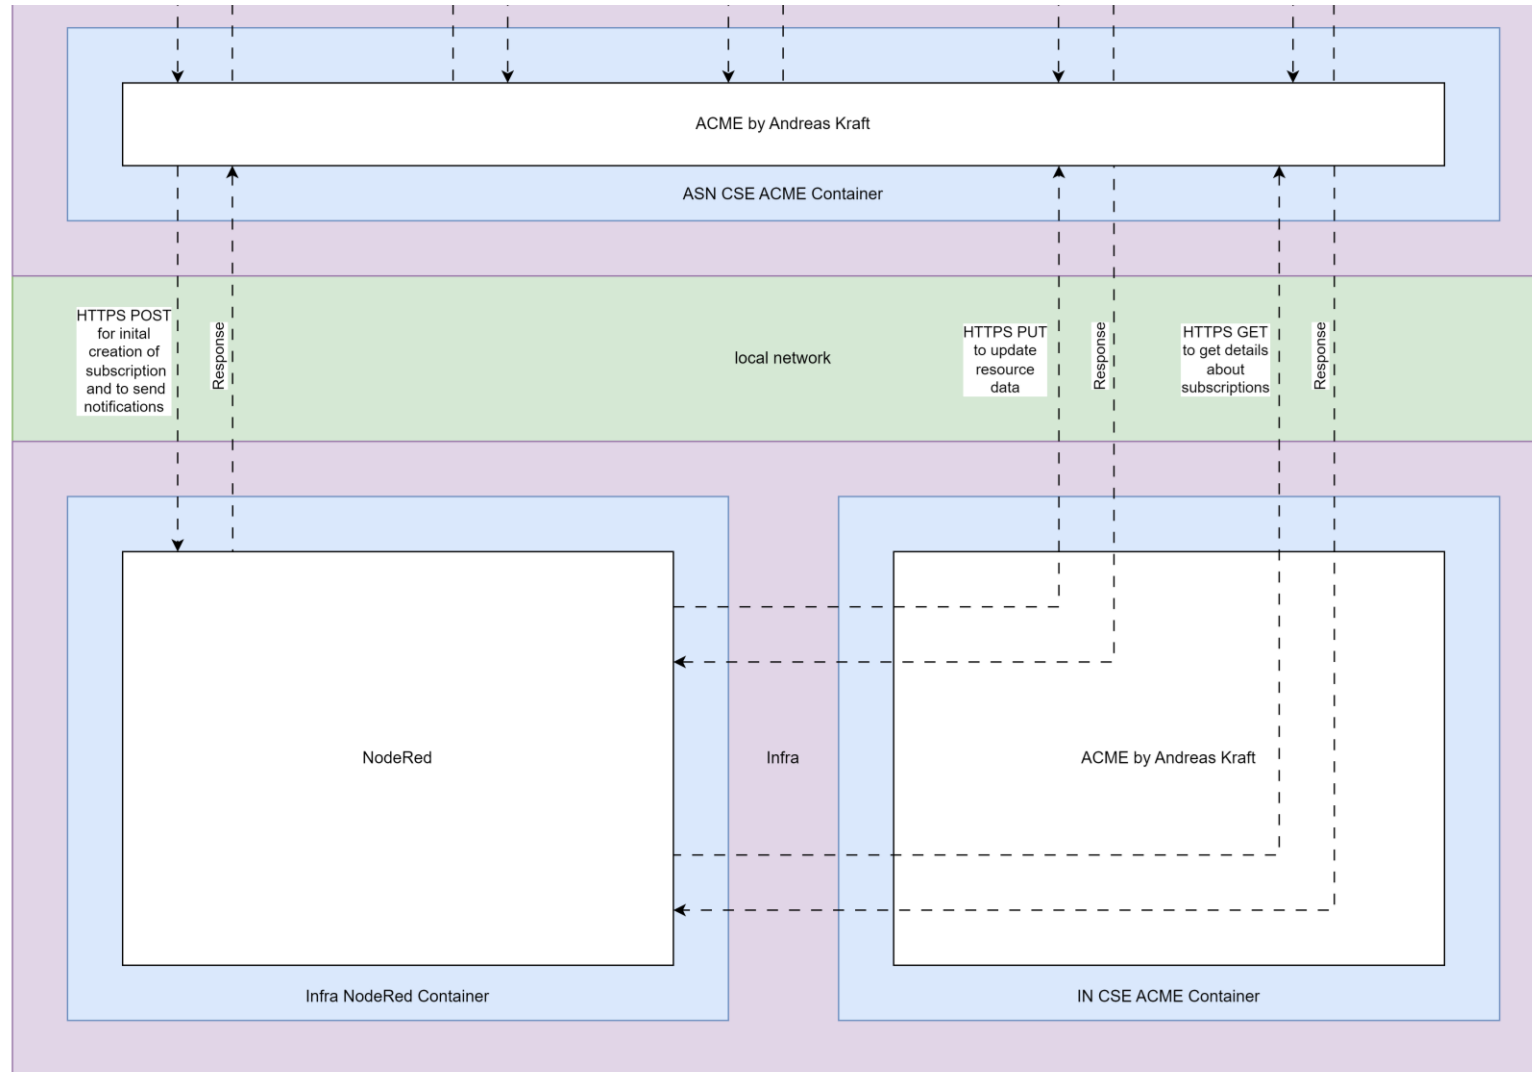 ACME by Andreas Kraft
ASN CSE ACME Container
HTTPS POST
for inital
creation of
subscription
and to send
notifications
Response
local network
HTTPS PUT
to update
resource
data
Response
HTTPS GET
to get details
about
subscriptions
Response
NodeRed
Infra
ACME by Andreas Kraft
Infra NodeRed Container
IN CSE ACME Container